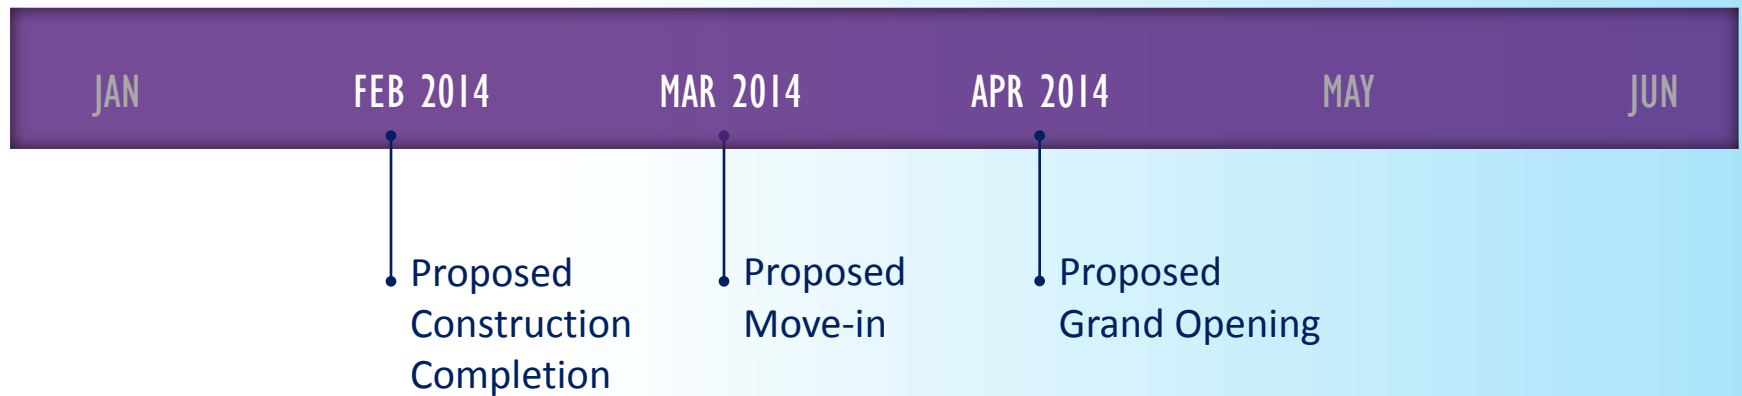 JAN FEB 2014 MAR 2014 APR 2014 MAY JUN
Proposed
Construction
Completion
Proposed
Move-in
Proposed
Grand Opening